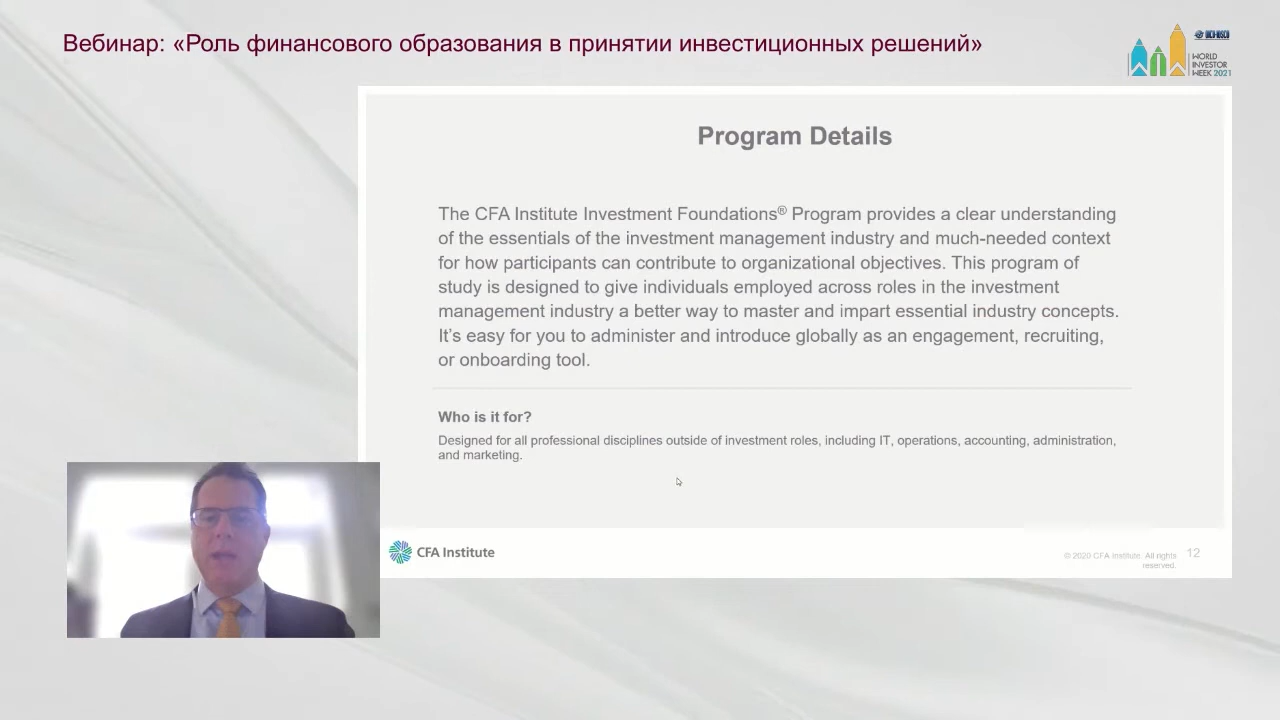 Вебинар: «Роль финансового образования в принятии инвестиционных решений»
WORLD
INVESTOR
WEEK 2021
Program Details
The CFA Institute Investment Foundations® Program provides a clear understanding
of the essentials of the investment management industry and much-needed context
for how participants can contribute to organizational objectives. This program of
study is designed to give individuals employed across roles in the investment
management industry a better way to master and impart essential industry concepts.
It's easy for you to administer and introduce globally as an engagement, recruiting,
or onboarding tool.
Who is it for?
Designed for all professional disciplines outside of investment roles, including IT, operations, accounting, administration,
and marketing.
CFA Institute
© 2020 CFA Institute. All rights
reserved.
12